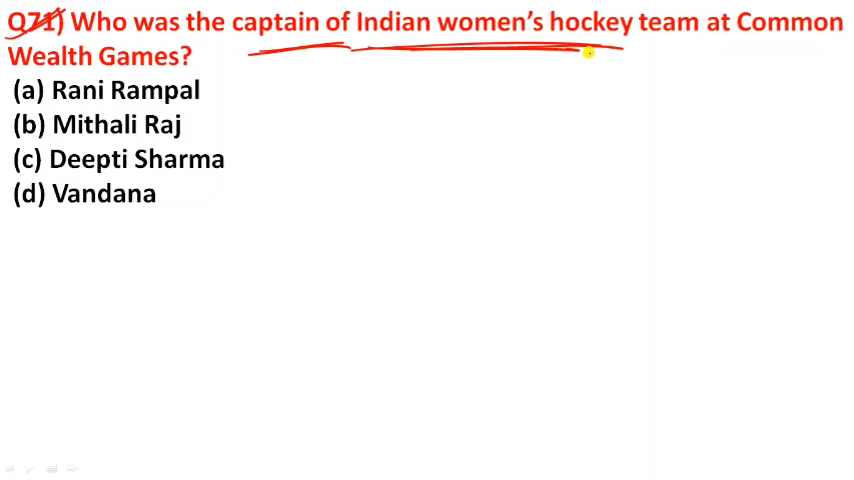 Q71) Who was the captain of Indian women's hockey team at Common
Wealth Games?
(a) Rani Rampal
(b) Mithali Raj
(c) Deepti Sharma
(d) Vandana